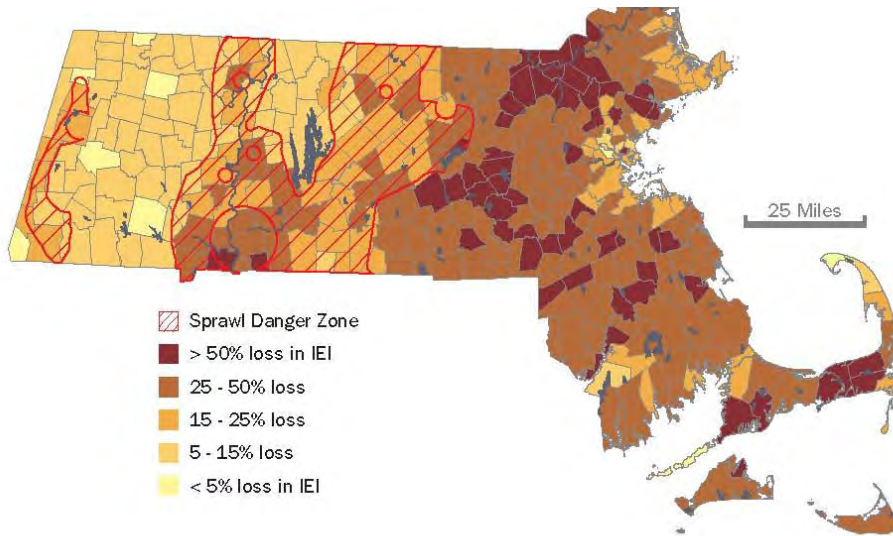 25 Miles
Sprawl Danger Zone
> 50% loss in IEI
25 - 50% loss
15 - 25% loss
5 - 15% loss
< 5% loss in IEI